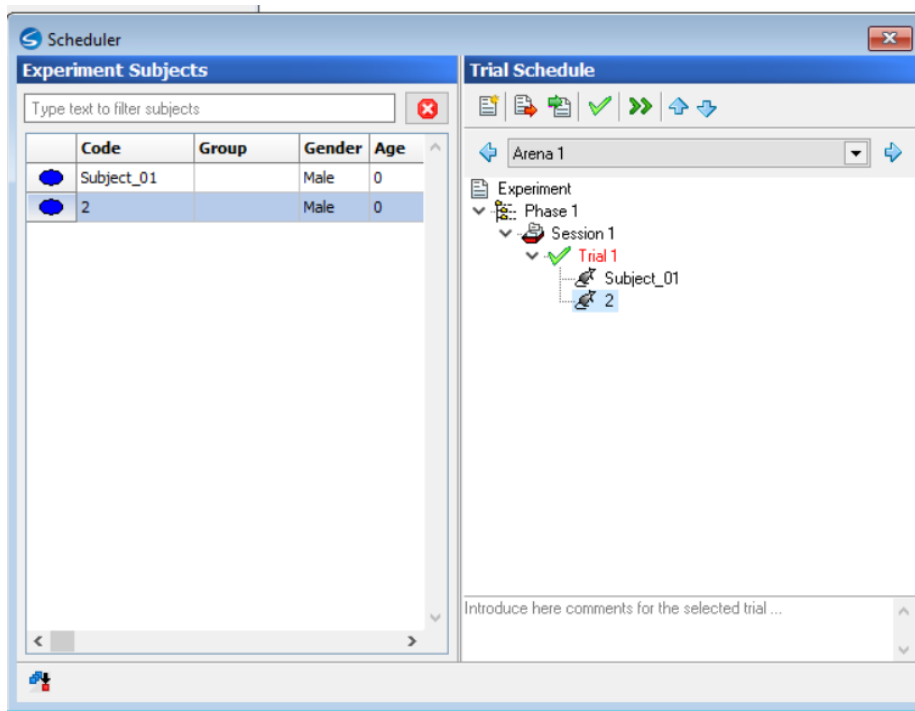 Scheduler
Experiment Subjects
Type text to filter subjects
Code Group Gender Age
Subject_01 Male 0
2 Male 0
Trial Schedule
Arena 1
Experiment
Phase 1
Session 1
Trial 1
Subject_01
2
Introduce here comments for the selected trial ...